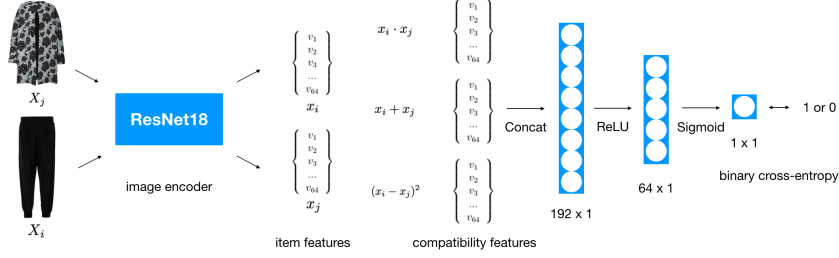 X_j
X_i
ResNet18
image encoder
v_1
v_2
v_3
...
v_64
x_i
v_1
v_2
v_3
...
v_64
x_j
item features
x_i · x_j
x_i + x_j
(x_i − x_j)^2
v_1
v_2
v_3
...
v_64
v_1
v_2
v_3
...
v_64
v_1
v_2
v_3
...
v_64
compatibility features
Concat
192 x 1
ReLU
64 x 1
Sigmoid
1 x 1
1 or 0
binary cross-entropy